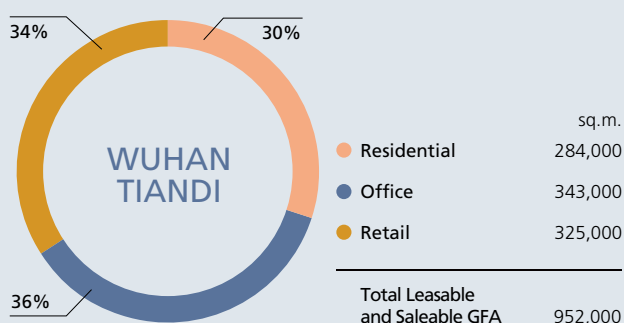 34%
30%
WUHAN
TIANDI
36%
sq.m.
Residential 284,000
Office 343,000
Retail 325,000
Total Leasable
and Saleable GFA 952,000